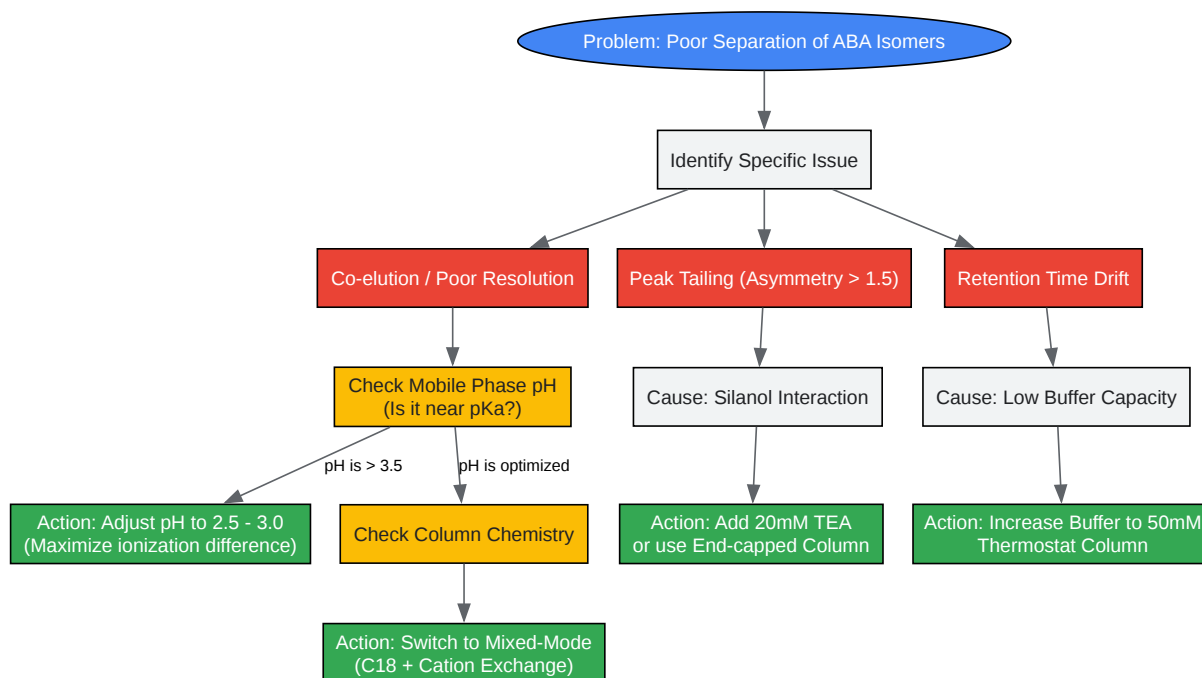 Problem: Poor Separation of ABA Isomers
Identify Specific Issue
Co-elution / Poor Resolution
Peak Tailing (Asymmetry > 1.5)
Retention Time Drift
Check Mobile Phase pH
(Is it near pKa?)
Cause: Silanol Interaction
Cause: Low Buffer Capacity
pH is > 3.5
pH is optimized
Action: Adjust pH to 2.5 - 3.0
(Maximize ionization difference)
Check Column Chemistry
Action: Add 20mM TEA
or use End-capped Column
Action: Increase Buffer to 50mM
Thermostat Column
Action: Switch to Mixed-Mode
(C18 + Cation Exchange)